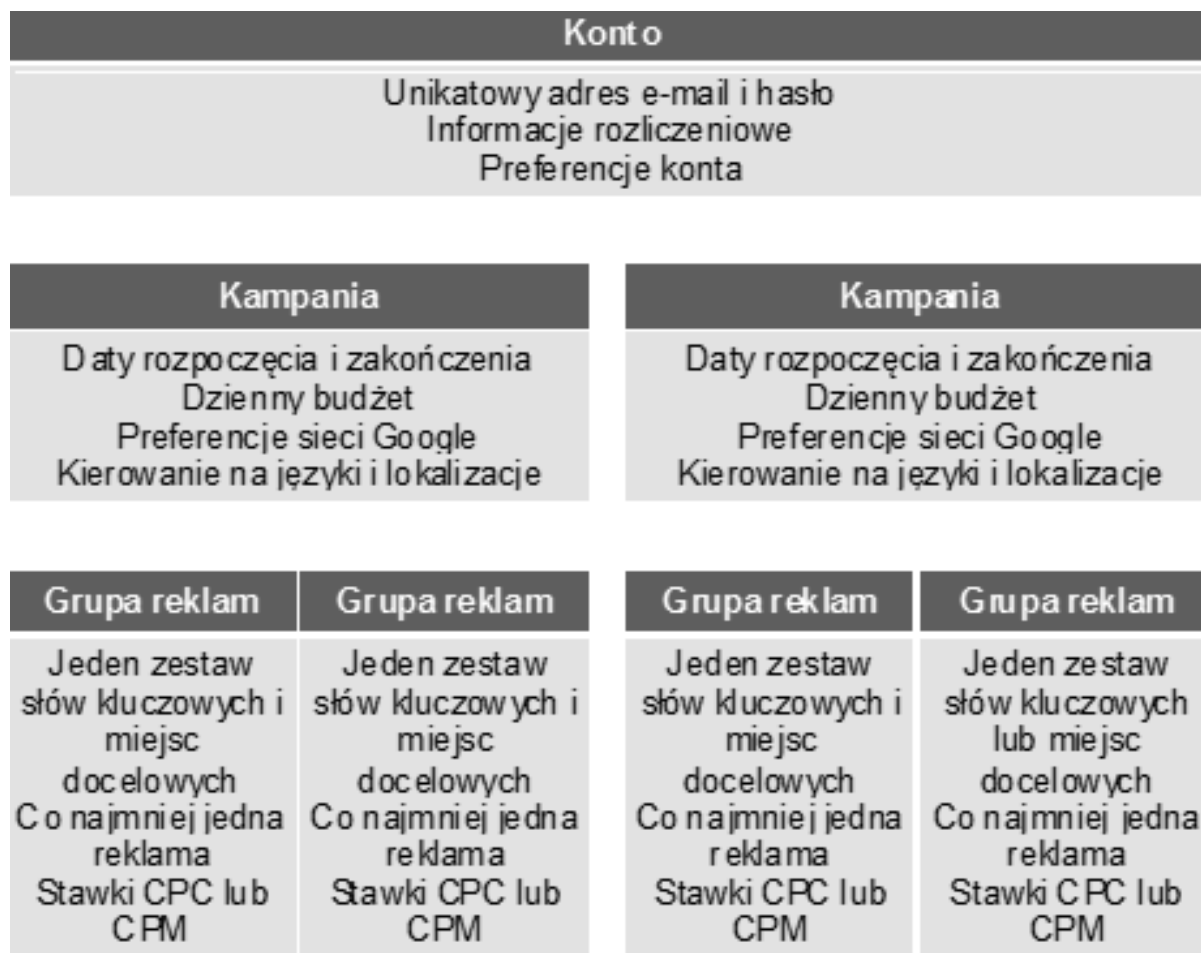 Konto
Unikatowy adres e-mail i hasło
Informacje rozliczeniowe
Preferencje konta
Kampania
Daty rozpoczęcia i zakończenia
Dzienny budżet
Preferencje sieci Google
Kierowanie na języki i lokalizacje
Kampania
Daty rozpoczęcia i zakończenia
Dzienny budżet
Preferencje sieci Google
Kierowanie na języki i lokalizacje
Grupa reklam
Jeden zestaw
słów kluczowych i
miejsc
docelowych
Co najmniej jedna
reklama
Stawki CPC lub
CPM
Grupa reklam
Jeden zestaw
słów kluczowych i
miejsc
docelowych
Co najmniej jedna
reklama
Stawki CPC lub
CPM
Grupa reklam
Jeden zestaw
słów kluczowych i
miejsc
docelowych
Co najmniej jedna
reklama
Stawki CPC lub
CPM
Grupa reklam
Jeden zestaw
słów kluczowych
lub miejsc
docelowych
Co najmniej jedna
reklama
Stawki CPC lub
CPM